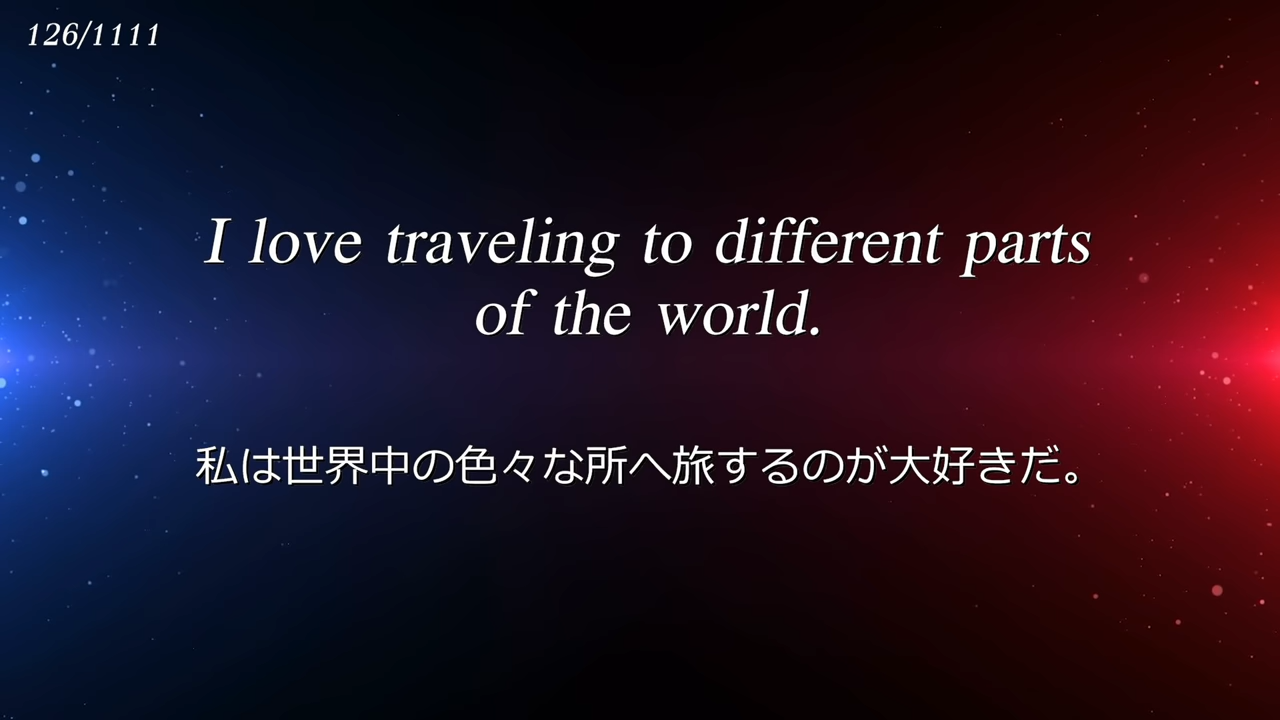 126/1111
I love traveling to different parts
of the world.
私は世界中の色々な所へ旅するのが大好きだ。